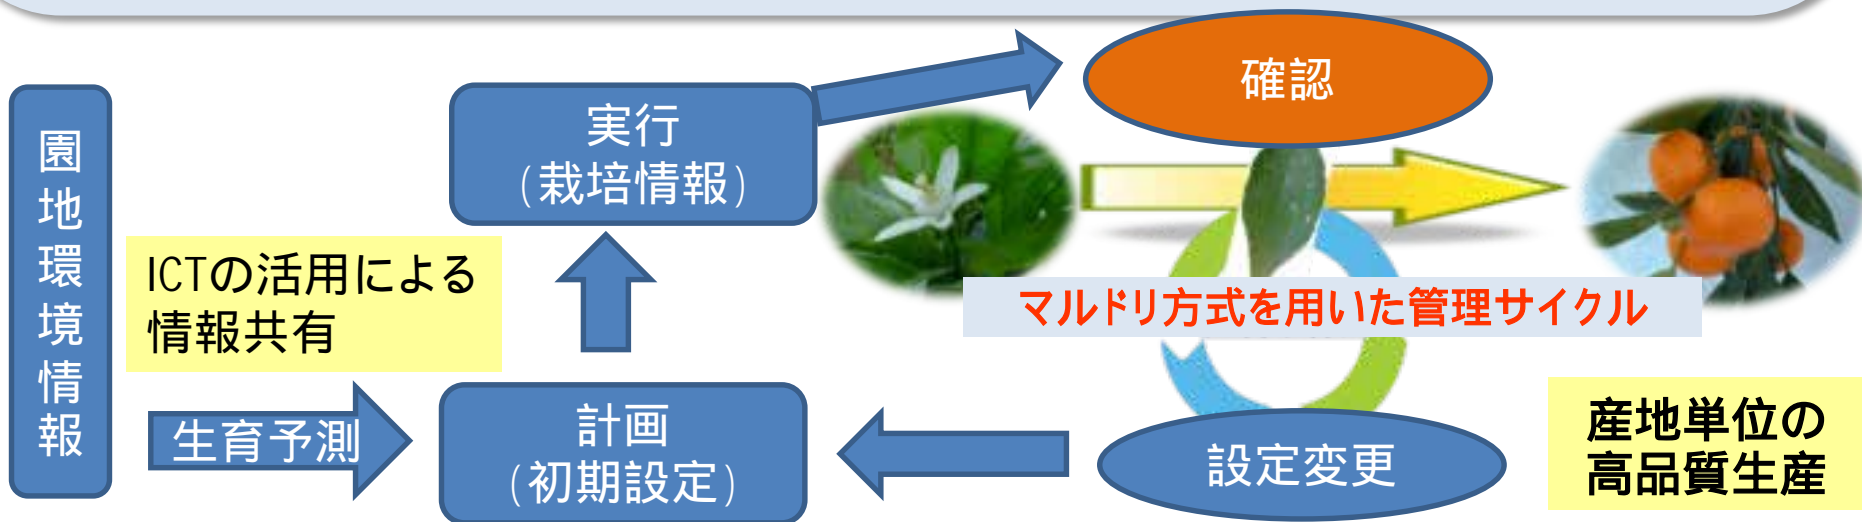 園地環境情報
ICTの活用による
情報共有
生育予測
実行
(栽培情報)
計画
(初期設定)
確認
マルドリ方式を用いた管理サイクル
設定変更
産地単位の
高品質生産